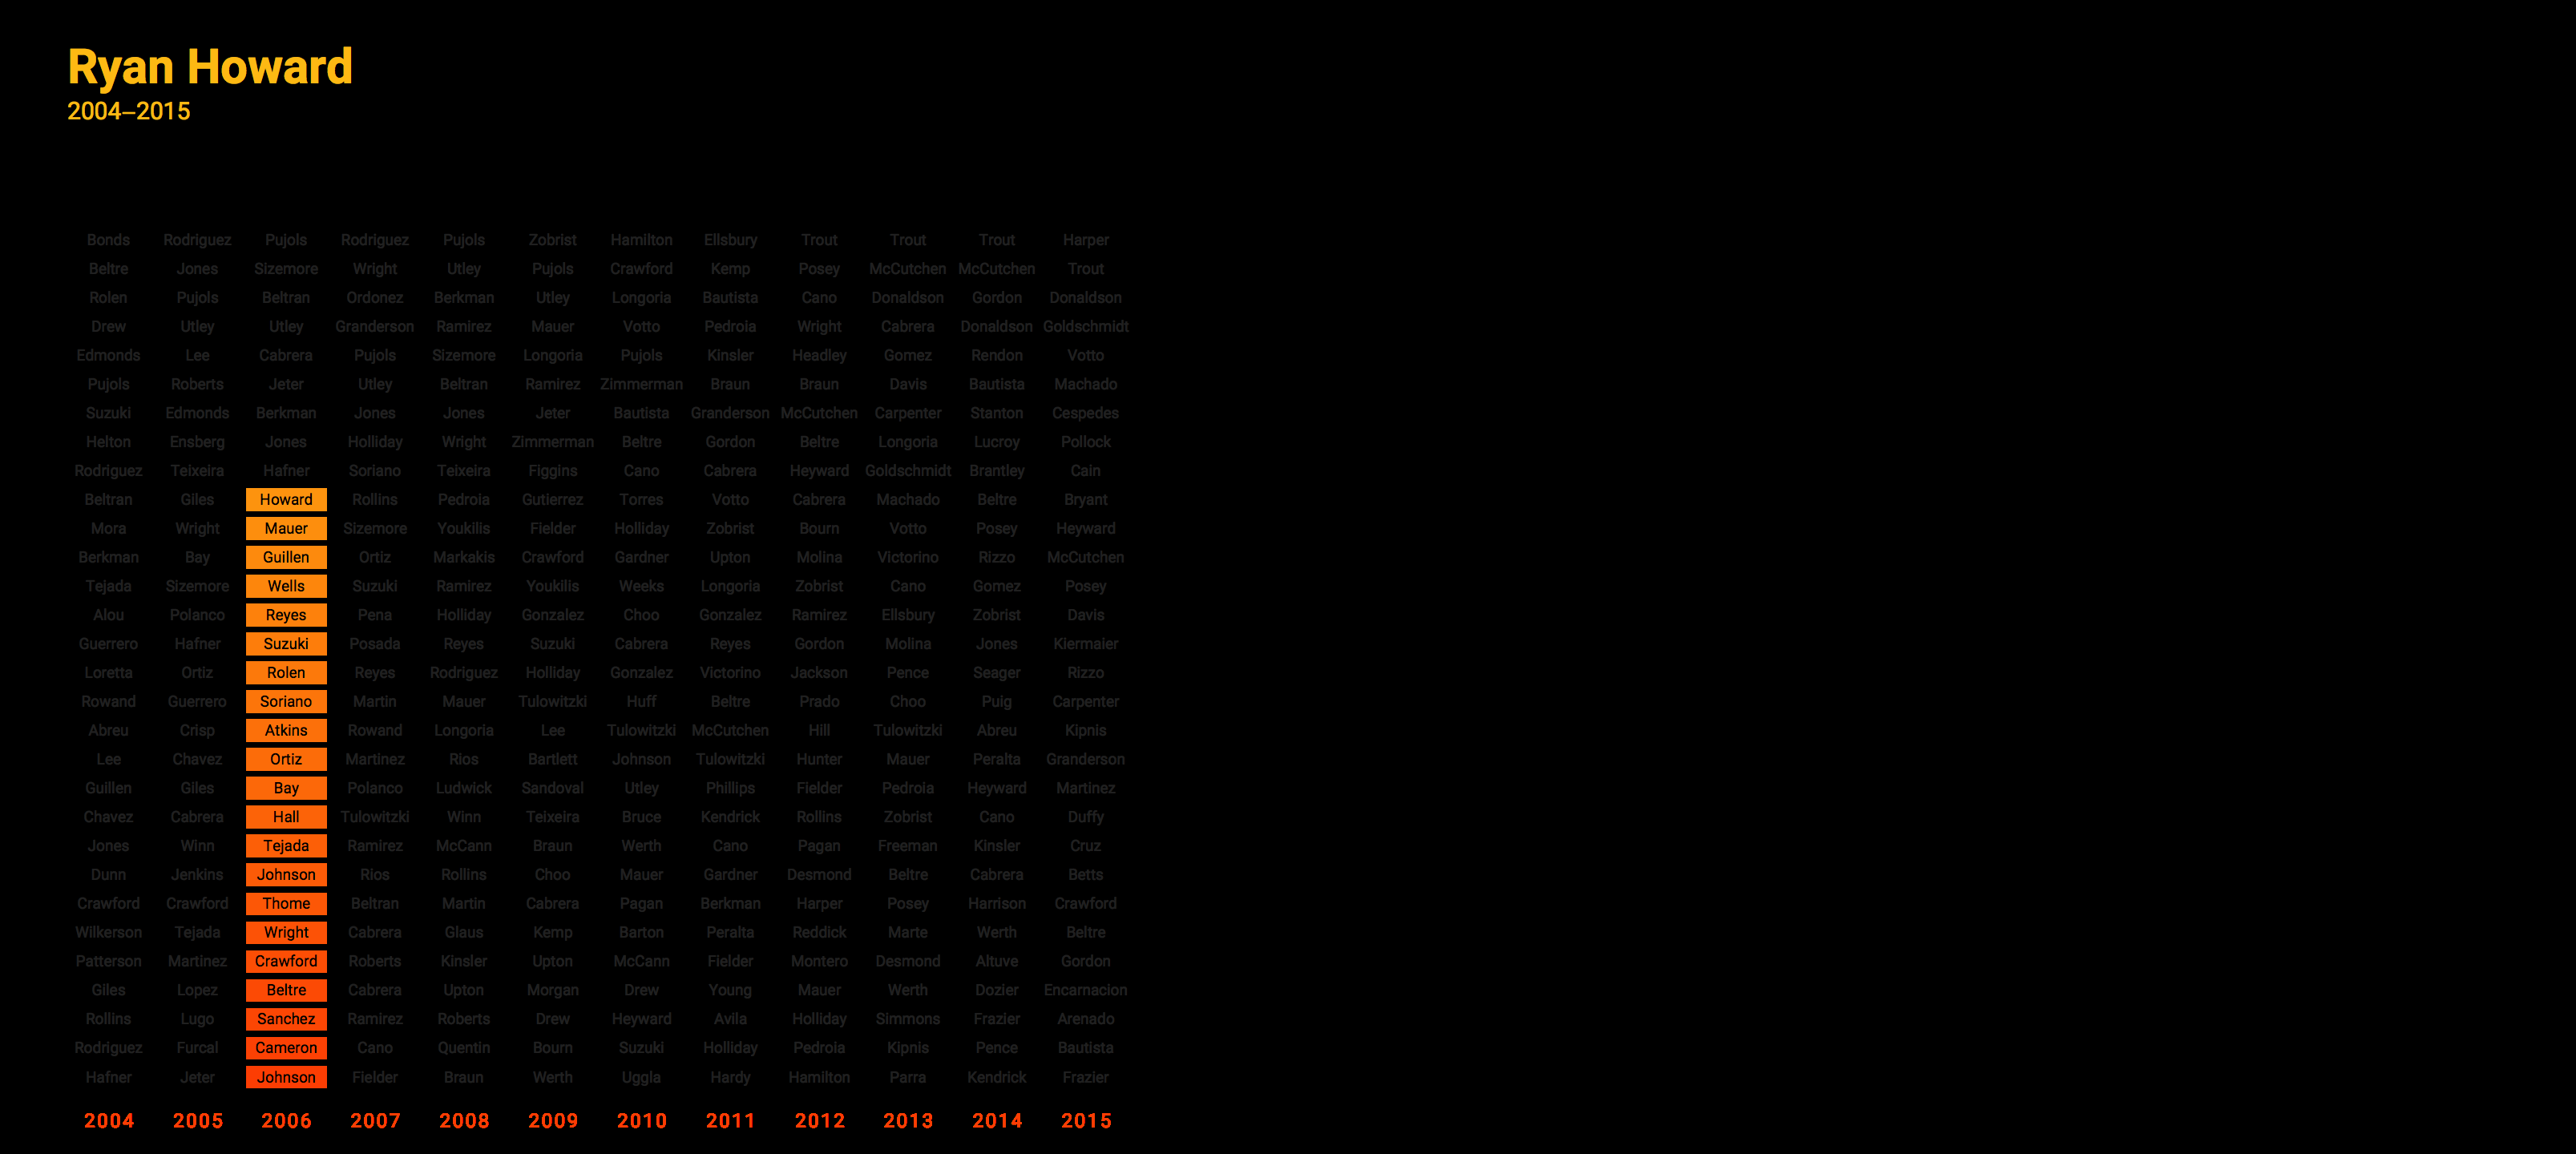 Ryan Howard
2004–2015
Bonds Rodriguez Pujols Rodriguez Pujols Zobrist Hamilton Ellsbury Trout Trout Trout Harper
Beltre Jones Sizemore Wright Utley Pujols Crawford Kemp Posey McCutchen McCutchen Trout
Rolen Pujols Beltran Ordonez Berkman Utley Longoria Bautista Cano Donaldson Gordon Donaldson
Drew Utley Utley Granderson Ramirez Mauer Votto Pedroia Wright Cabrera Donaldson Goldschmidt
Edmonds Lee Cabrera Pujols Sizemore Longoria Pujols Kinsler Headley Gomez Rendon Votto
Pujols Roberts Jeter Utley Beltran Ramirez Zimmerman Braun Braun Davis Bautista Machado
Suzuki Edmonds Berkman Jones Jones Jeter Bautista Granderson McCutchen Carpenter Stanton Cespedes
Helton Ensberg Jones Holliday Wright Zimmerman Beltre Gordon Beltre Longoria Lucroy Pollock
Rodriguez Teixeira Hafner Soriano Teixeira Figgins Cano Cabrera Heyward Goldschmidt Brantley Cain
Beltran Giles Howard Rollins Pedroia Gutierrez Torres Votto Cabrera Machado Beltre Bryant
Mora Wright Mauer Sizemore Youkilis Fielder Holliday Zobrist Bourn Votto Posey Heyward
Berkman Bay Guillen Ortiz Markakis Crawford Gardner Upton Molina Victorino Rizzo McCutchen
Tejada Sizemore Wells Suzuki Ramirez Youkilis Weeks Longoria Zobrist Cano Gomez Posey
Alou Polanco Reyes Pena Holliday Gonzalez Choo Gonzalez Ramirez Ellsbury Zobrist Davis
Guerrero Hafner Suzuki Posada Reyes Suzuki Cabrera Reyes Gordon Molina Jones Kiermaier
Loretta Ortiz Rolen Reyes Rodriguez Holliday Gonzalez Victorino Jackson Pence Seager Rizzo
Rowand Guerrero Soriano Martin Mauer Tulowitzki Huff Beltre Prado Choo Puig Carpenter
Abreu Crisp Atkins Rowand Longoria Lee Tulowitzki McCutchen Hill Tulowitzki Abreu Kipnis
Lee Chavez Ortiz Martinez Rios Bartlett Johnson Tulowitzki Hunter Mauer Peralta Granderson
Guillen Giles Bay Polanco Ludwick Sandoval Utley Phillips Fielder Pedroia Heyward Martinez
Chavez Cabrera Hall Tulowitzki Winn Teixeira Bruce Kendrick Rollins Zobrist Cano Duffy
Jones Winn Tejada Ramirez McCann Braun Werth Cano Pagan Freeman Kinsler Cruz
Dunn Jenkins Johnson Rios Rollins Choo Mauer Gardner Desmond Beltre Cabrera Betts
Crawford Crawford Thome Beltran Martin Cabrera Pagan Berkman Harper Posey Harrison Crawford
Wilkerson Tejada Wright Cabrera Glaus Kemp Barton Peralta Reddick Marte Werth Beltre
Patterson Martinez Crawford Roberts Kinsler Upton McCann Fielder Montero Desmond Altuve Gordon
Giles Lopez Beltre Cabrera Upton Morgan Drew Young Mauer Werth Dozier Encarnacion
Rollins Lugo Sanchez Ramirez Roberts Drew Heyward Avila Holliday Simmons Frazier Arenado
Rodriguez Furcal Cameron Cano Quentin Bourn Suzuki Holliday Pedroia Kipnis Pence Bautista
Hafner Jeter Johnson Fielder Braun Werth Uggla Hardy Hamilton Parra Kendrick Frazier
2004 2005 2006 2007 2008 2009 2010 2011 2012 2013 2014 2015